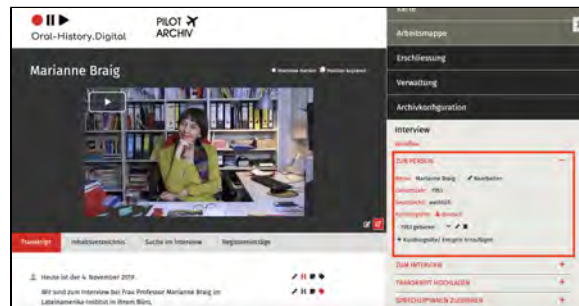 Oral-History.Digital
PILOT
ARCHIV
Marianne Braig
Transkript
Inhaltsverzeichnis
Suche im Interview
Registereinträge
Heute ist der 4. November 2019.
Wir sind zum Interview bei Frau Professor Marianne Braig im
Lateinamerika-Institut in ihrem Büro,
Karte
Arbeitsmappe
Erschliessung
Verwaltung
Archivkonfiguration
Interview
Workflow
ZUR PERSON
Name: Marianne Braig
Bearbeiten
Geburtsjahr: 1953
Geschlecht: weiblich
1953 geboren
ZUM INTERVIEW
TRANSKRIPT HOCHLADEN